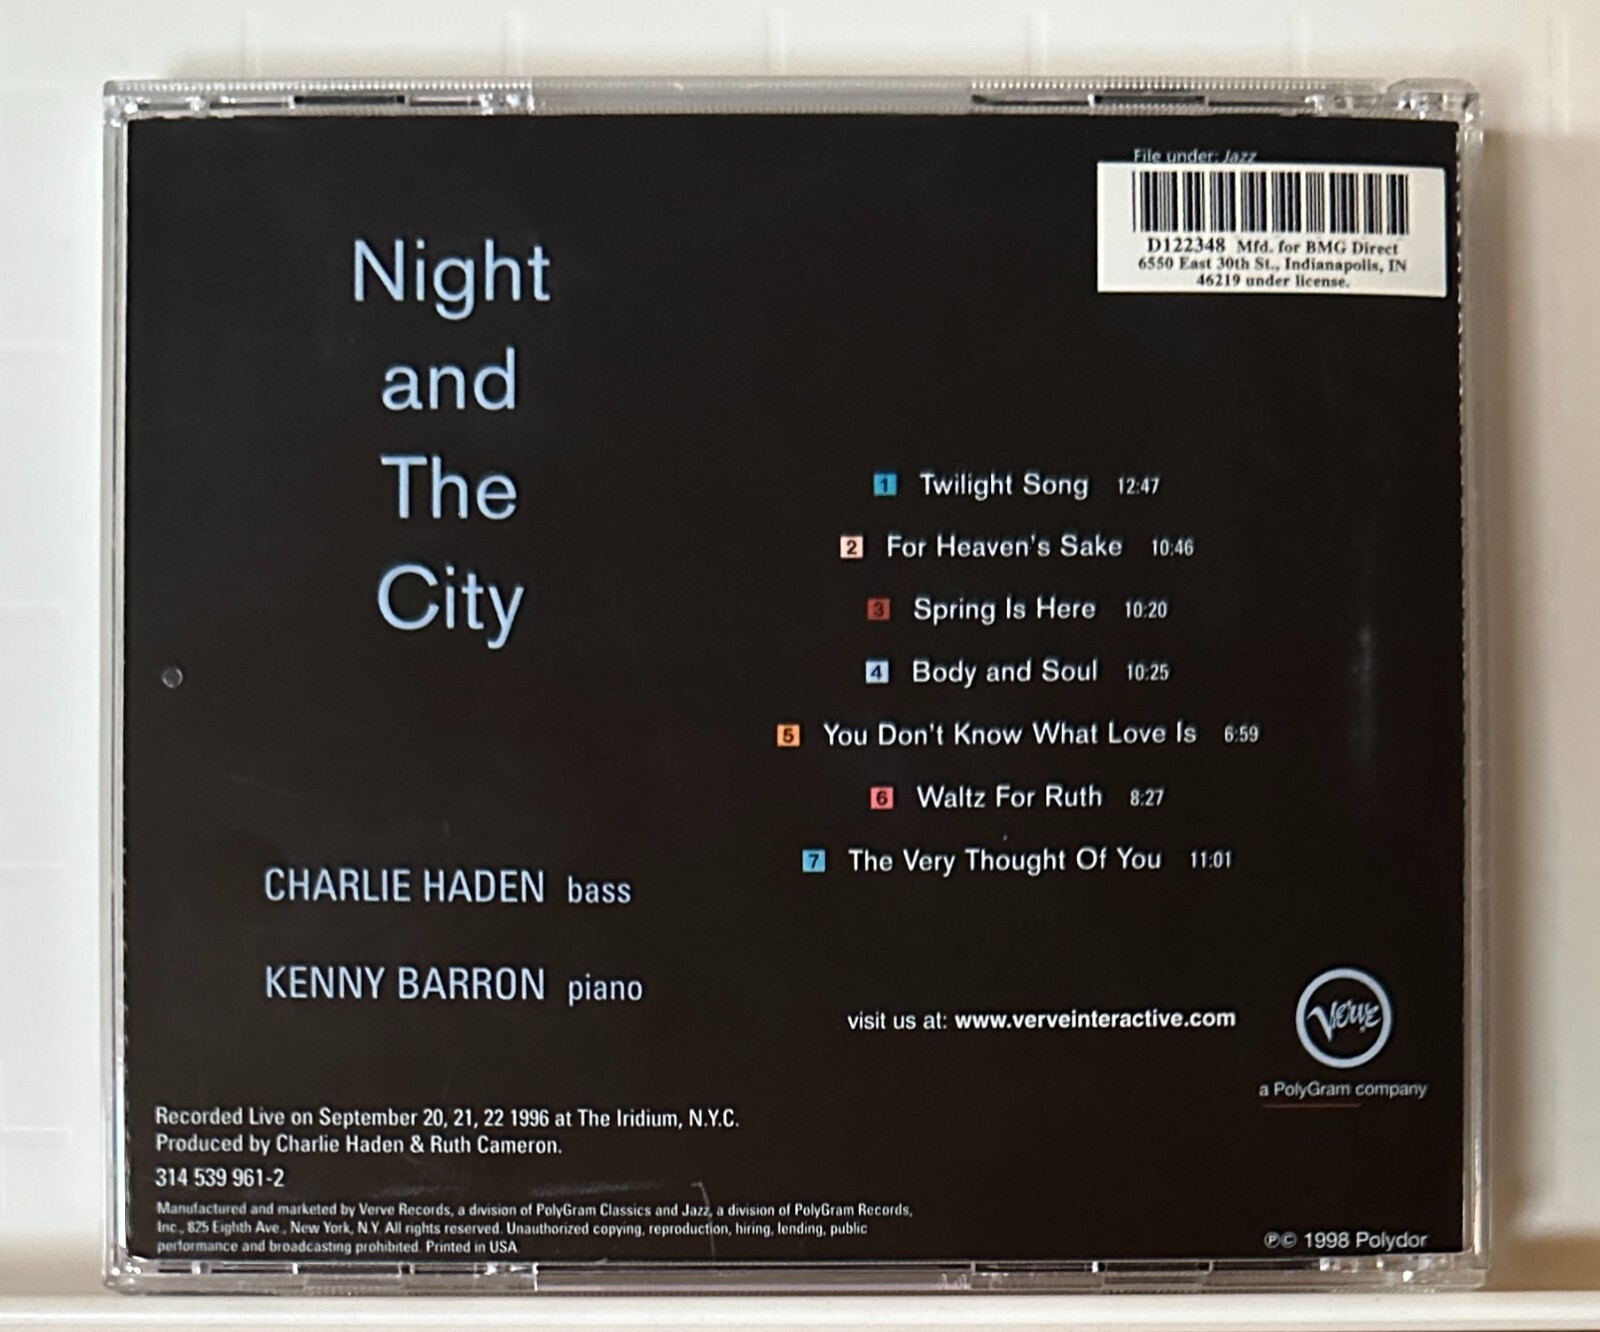 File under: Jazz
D122348 Mfd. for BMG Direct
6550 East 30th St., Indianapolis, IN
46219 under license.
Night
and
The
City
1 Twilight Song 12:47
2 For Heaven's Sake 10:46
3 Spring Is Here 10:20
4 Body and Soul 10:25
5 You Don't Know What Love Is 6:59
6 Waltz For Ruth 8:27
7 The Very Thought Of You 11:01
CHARLIE HADEN bass
KENNY BARRON piano
visit us at: www.verveinteractive.com
Verve
a PolyGram company
Recorded Live on September 20, 21, 22 1996 at The Iridium, N.Y.C.
Produced by Charlie Haden & Ruth Cameron.
314 539 961-2
Manufactured and marketed by Verve Records, a division of PolyGram Classics and Jazz, a division of PolyGram Records,
Inc., 825 Eighth Ave., New York, N.Y. All rights reserved. Unauthorized copying, reproduction, hiring, lending, public
performance and broadcasting prohibited. Printed in USA.
℗© 1998 Polydor